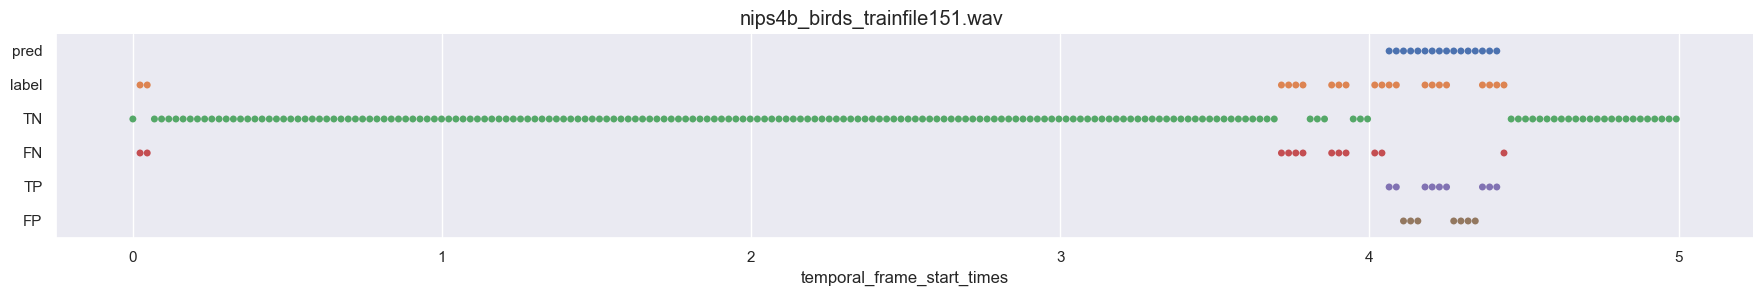 nips4b_birds_trainfile151.wav
pred
label
TN
FN
TP
FP
0 1 2 3 4 5
temporal_frame_start_times